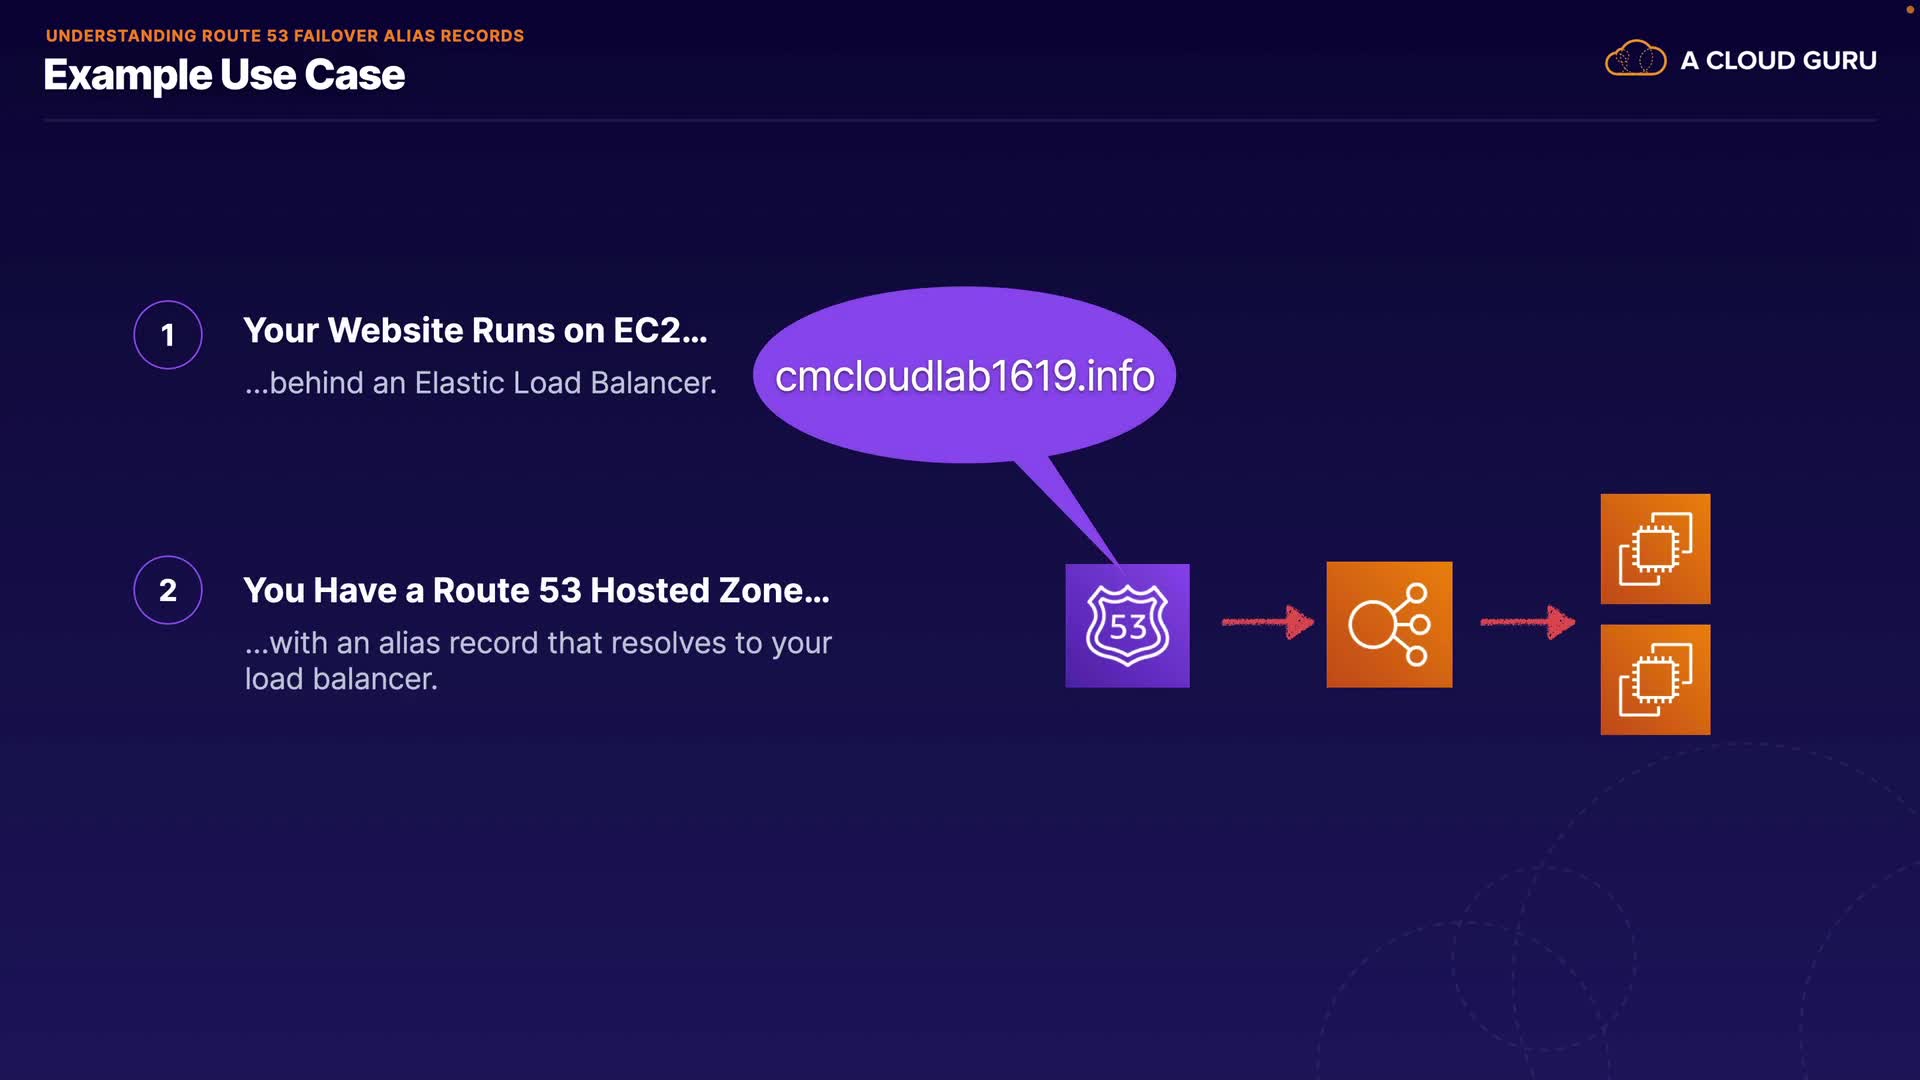 UNDERSTANDING ROUTE 53 FAILOVER ALIAS RECORDS
Example Use Case
A CLOUD GURU
1
Your Website Runs on EC2...
...behind an Elastic Load Balancer.
cmcloudlab1619.info
2
You Have a Route 53 Hosted Zone...
...with an alias record that resolves to your
load balancer.
53